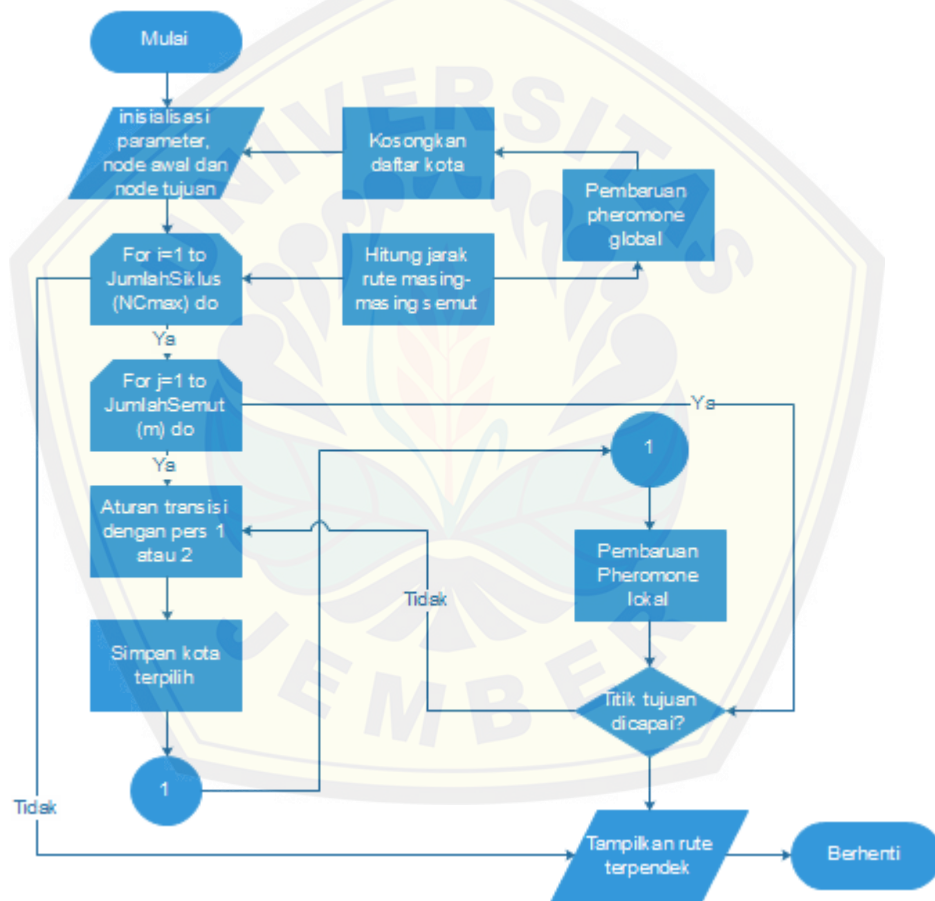 Mulai
inisialisasi
parameter,
node awal dan
node tujuan
Kosongkan
daftar kota
Pembaruan
pheromone
global
For i=1 to
JumlahSiklus
(NCmax) do
Hitung jarak
rute masing-
masing semut
Ya
For j=1 to
JumlahSemut
(m) do
Ya
Ya
1
Aturan transisi
dengan pers 1
atau 2
Pembaruan
Pheromone
lokal
Tidak
Simpan kota
terpilih
Titik tujuan
dicapai?
1
Tidak
Tampilkan rute
terpendek
Berhenti
UNIVERSITAS
JEMBER